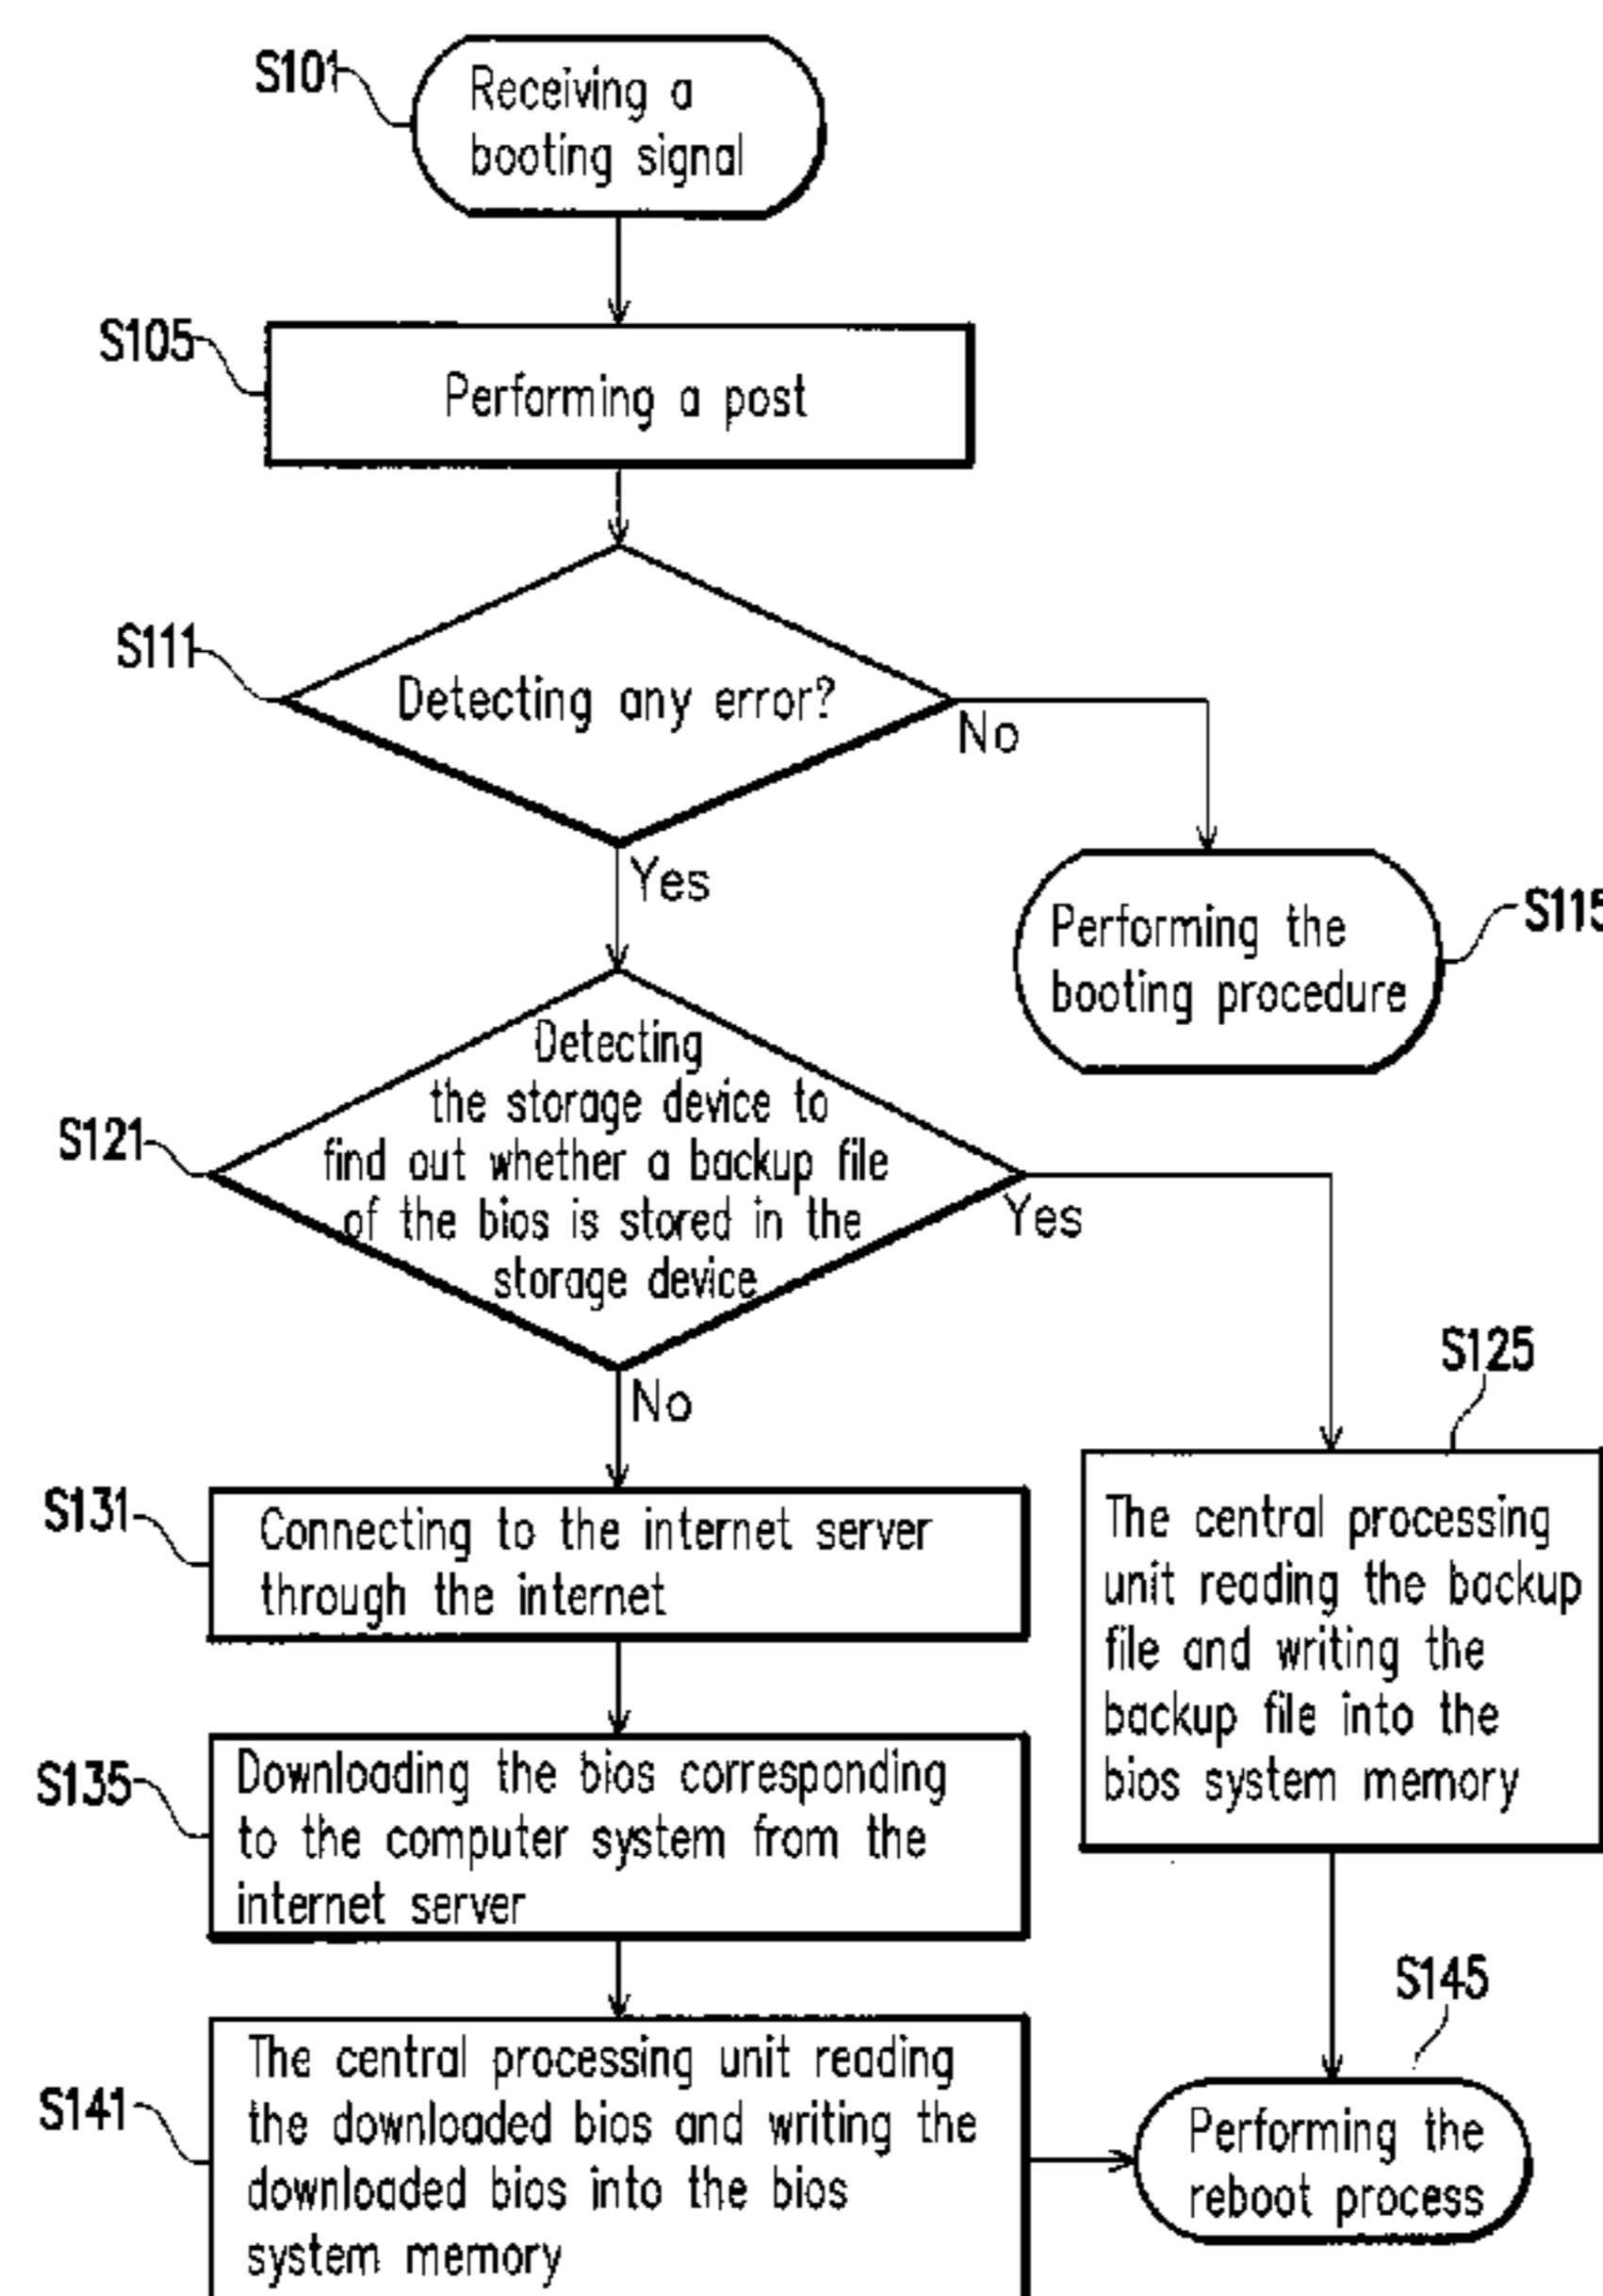 S101
Receiving a
booting signal
S105
Performing a post
S111
Detecting any error?
No
Yes
Performing the
booting procedure
S115
Detecting
the storage device to
find out whether a backup file
of the bios is stored in the
storage device
S121
Yes
No
S125
S131
Connecting to the internet server
through the internet
The central processing
unit reading the backup
file and writing the
backup file into the
bios system memory
S135
Downloading the bios corresponding
to the computer system from the
internet server
S145
S141
The central processing unit reading
the downloaded bios and writing the
downloaded bios into the bios
system memory
Performing the
reboot process